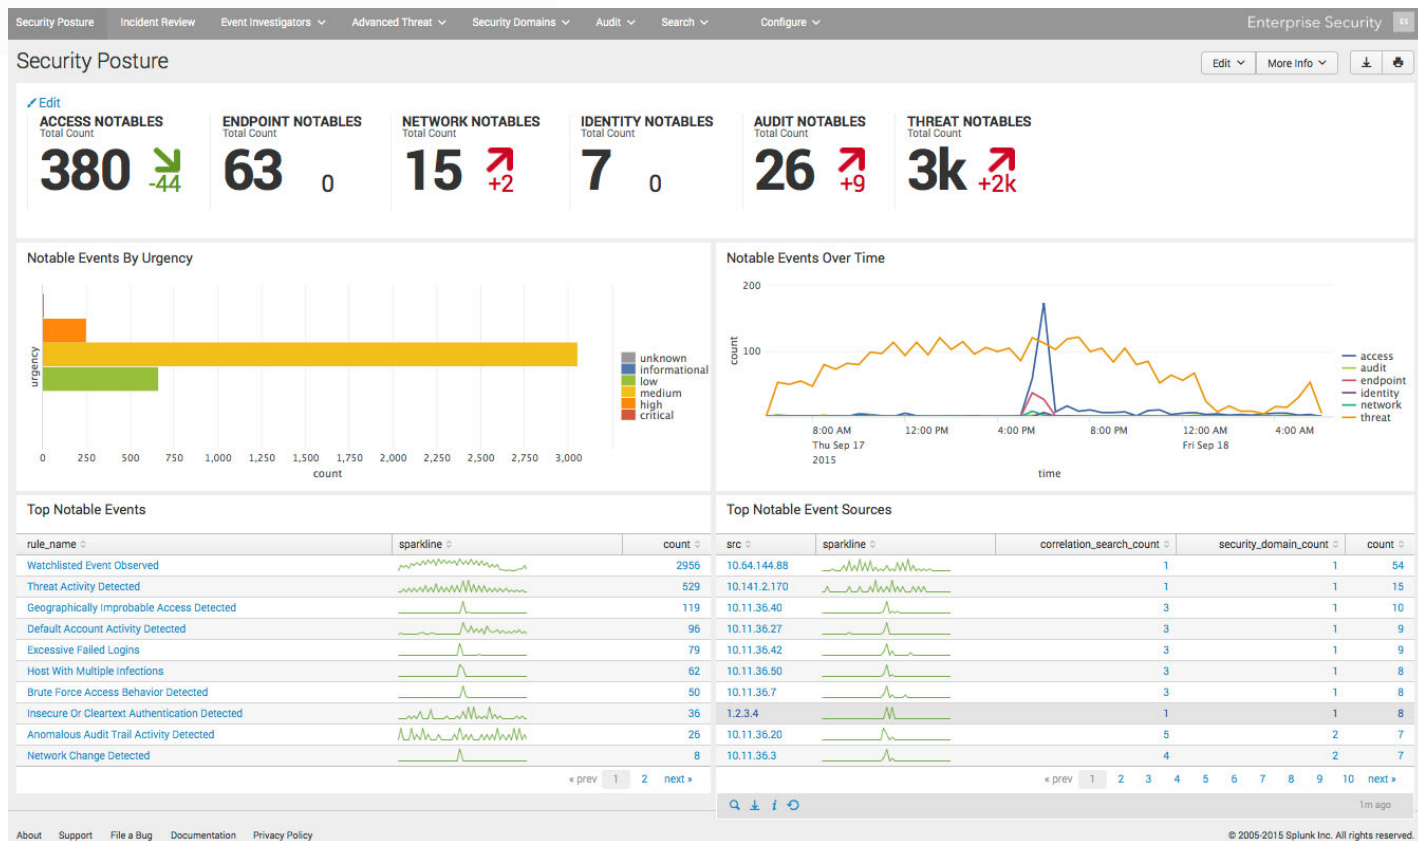 Security Posture Incident Review Event Investigators Advanced Threat Security Domains Audit Search Configure Enterprise Security ES
Security Posture
Edit More Info
Edit
ACCESS NOTABLES ENDPOINT NOTABLES NETWORK NOTABLES IDENTITY NOTABLES AUDIT NOTABLES THREAT NOTABLES
Total Count Total Count Total Count Total Count Total Count Total Count
380 -44 63 0 15 +2 7 0 26 +9 3k +2k
Notable Events By Urgency
urgency
unknown
informational
low
medium
high
critical
0 250 500 750 1,000 1,250 1,500 1,750 2,000 2,250 2,500 2,750 3,000
count
Notable Events Over Time
200
100
count
access
audit
endpoint
identity
network
threat
8:00 AM 12:00 PM 4:00 PM 8:00 PM 12:00 AM 4:00 AM
Thu Sep 17 Fri Sep 18
2015
time
Top Notable Events
rule_name sparkline count
Watchlisted Event Observed 2956
Threat Activity Detected 529
Geographically Improbable Access Detected 119
Default Account Activity Detected 96
Excessive Failed Logins 79
Host With Multiple Infections 62
Brute Force Access Behavior Detected 50
Insecure Or Cleartext Authentication Detected 36
Anomalous Audit Trail Activity Detected 26
Network Change Detected 8
« prev 1 2 next »
Top Notable Event Sources
src sparkline correlation_search_count security_domain_count count
10.64.144.88 1 1 54
10.141.2.170 1 1 15
10.11.36.40 3 1 10
10.11.36.27 3 1 9
10.11.36.42 3 1 9
10.11.36.50 3 1 8
10.11.36.7 3 1 8
1.2.3.4 1 1 8
10.11.36.20 5 2 7
10.11.36.3 4 2 7
« prev 1 2 3 4 5 6 7 8 9 10 next »
1m ago
About Support File a Bug Documentation Privacy Policy © 2005-2015 Splunk Inc. All rights reserved.